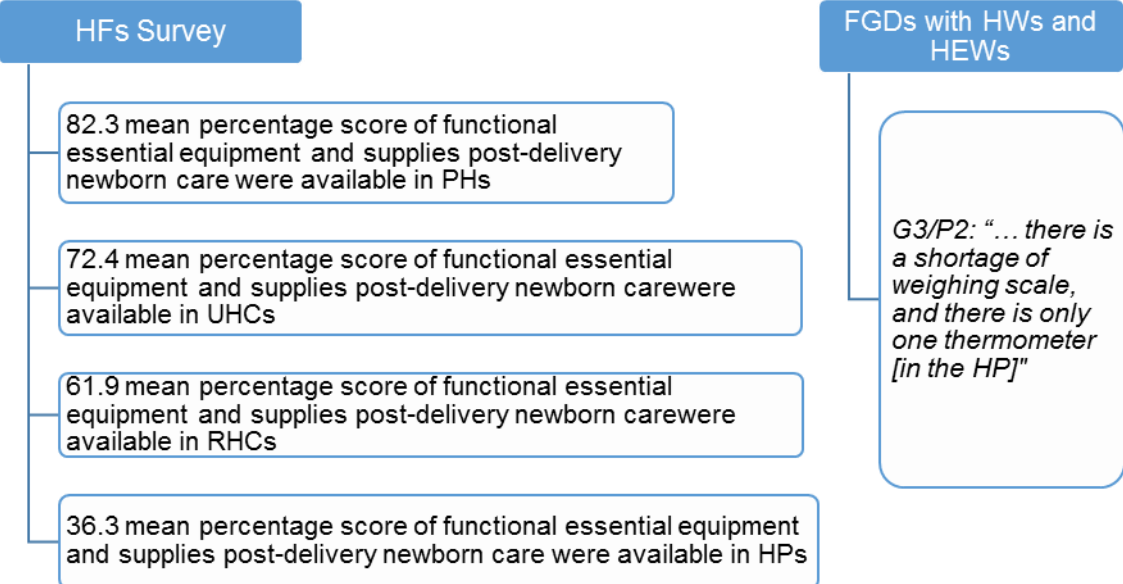 HFs Survey
82.3 mean percentage score of functional
essential equipment and supplies post-delivery
newborn care were available in PHs
72.4 mean percentage score of functional essential
equipment and supplies post-delivery newborn carewere
available in UHCs
61.9 mean percentage score of functional essential
equipment and supplies post-delivery newborn carewere
available in RHCs
36.3 mean percentage score of functional essential equipment
and supplies post-delivery newborn care were available in HPs
FGDs with HWs and
HEWs
G3/P2: “… there is
a shortage of
weighing scale,
and there is only
one thermometer
[in the HP]"